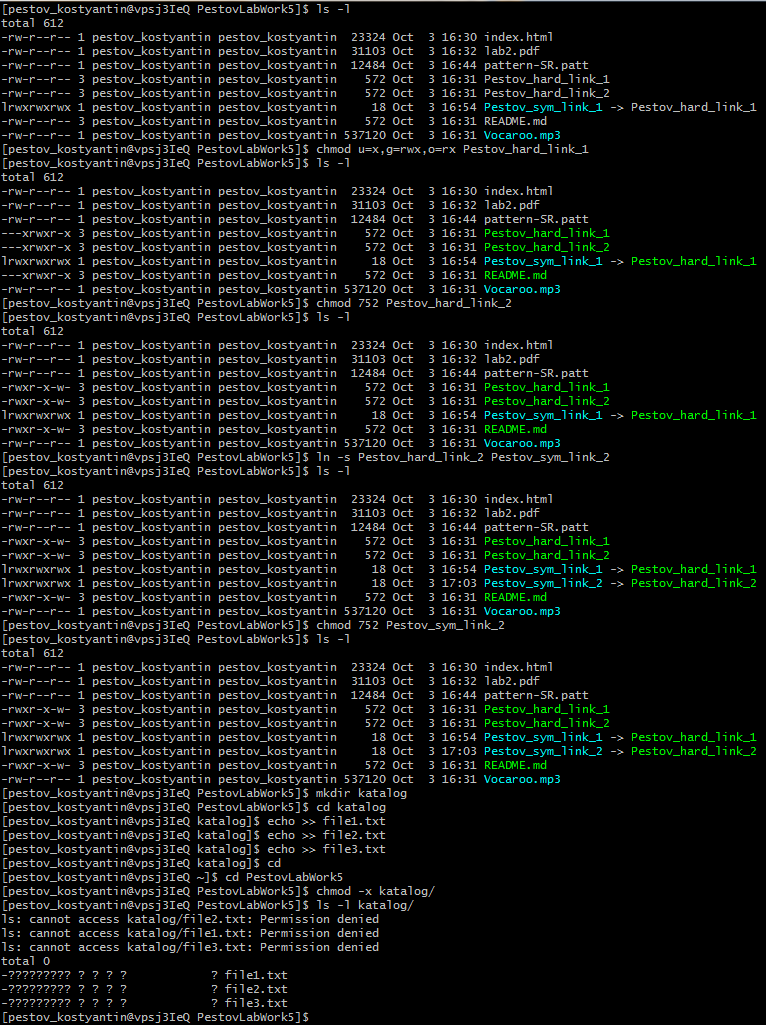 [pestov_kostyantin@vpsj3IeQ PestovLabWork5]$ ls -l
total 612
-rw-r--r-- 1 pestov_kostyantin pestov_kostyantin  23324 Oct  3 16:30 index.html
-rw-r--r-- 1 pestov_kostyantin pestov_kostyantin  31103 Oct  3 16:32 lab2.pdf
-rw-r--r-- 1 pestov_kostyantin pestov_kostyantin  12484 Oct  3 16:44 pattern-SR.patt
-rw-r--r-- 3 pestov_kostyantin pestov_kostyantin    572 Oct  3 16:31 Pestov_hard_link_1
-rw-r--r-- 3 pestov_kostyantin pestov_kostyantin    572 Oct  3 16:31 Pestov_hard_link_2
lrwxrwxrwx 1 pestov_kostyantin pestov_kostyantin     18 Oct  3 16:54 Pestov_sym_link_1 -> Pestov_hard_link_1
-rw-r--r-- 3 pestov_kostyantin pestov_kostyantin    572 Oct  3 16:31 README.md
-rw-r--r-- 1 pestov_kostyantin pestov_kostyantin 537120 Oct  3 16:31 Vocaroo.mp3
[pestov_kostyantin@vpsj3IeQ PestovLabWork5]$ chmod u=x,g=rwx,o=rx Pestov_hard_link_1
[pestov_kostyantin@vpsj3IeQ PestovLabWork5]$ ls -l
total 612
-rw-r--r-- 1 pestov_kostyantin pestov_kostyantin  23324 Oct  3 16:30 index.html
-rw-r--r-- 1 pestov_kostyantin pestov_kostyantin  31103 Oct  3 16:32 lab2.pdf
-rw-r--r-- 1 pestov_kostyantin pestov_kostyantin  12484 Oct  3 16:44 pattern-SR.patt
---xrwxr-x 3 pestov_kostyantin pestov_kostyantin    572 Oct  3 16:31 Pestov_hard_link_1
---xrwxr-x 3 pestov_kostyantin pestov_kostyantin    572 Oct  3 16:31 Pestov_hard_link_2
lrwxrwxrwx 1 pestov_kostyantin pestov_kostyantin     18 Oct  3 16:54 Pestov_sym_link_1 -> Pestov_hard_link_1
---xrwxr-x 3 pestov_kostyantin pestov_kostyantin    572 Oct  3 16:31 README.md
-rw-r--r-- 1 pestov_kostyantin pestov_kostyantin 537120 Oct  3 16:31 Vocaroo.mp3
[pestov_kostyantin@vpsj3IeQ PestovLabWork5]$ chmod 752 Pestov_hard_link_2
[pestov_kostyantin@vpsj3IeQ PestovLabWork5]$ ls -l
total 612
-rw-r--r-- 1 pestov_kostyantin pestov_kostyantin  23324 Oct  3 16:30 index.html
-rw-r--r-- 1 pestov_kostyantin pestov_kostyantin  31103 Oct  3 16:32 lab2.pdf
-rw-r--r-- 1 pestov_kostyantin pestov_kostyantin  12484 Oct  3 16:44 pattern-SR.patt
-rwxr-x-w- 3 pestov_kostyantin pestov_kostyantin    572 Oct  3 16:31 Pestov_hard_link_1
-rwxr-x-w- 3 pestov_kostyantin pestov_kostyantin    572 Oct  3 16:31 Pestov_hard_link_2
lrwxrwxrwx 1 pestov_kostyantin pestov_kostyantin     18 Oct  3 16:54 Pestov_sym_link_1 -> Pestov_hard_link_1
-rwxr-x-w- 3 pestov_kostyantin pestov_kostyantin    572 Oct  3 16:31 README.md
-rw-r--r-- 1 pestov_kostyantin pestov_kostyantin 537120 Oct  3 16:31 Vocaroo.mp3
[pestov_kostyantin@vpsj3IeQ PestovLabWork5]$ ln -s Pestov_hard_link_2 Pestov_sym_link_2
[pestov_kostyantin@vpsj3IeQ PestovLabWork5]$ ls -l
total 612
-rw-r--r-- 1 pestov_kostyantin pestov_kostyantin  23324 Oct  3 16:30 index.html
-rw-r--r-- 1 pestov_kostyantin pestov_kostyantin  31103 Oct  3 16:32 lab2.pdf
-rw-r--r-- 1 pestov_kostyantin pestov_kostyantin  12484 Oct  3 16:44 pattern-SR.patt
-rwxr-x-w- 3 pestov_kostyantin pestov_kostyantin    572 Oct  3 16:31 Pestov_hard_link_1
-rwxr-x-w- 3 pestov_kostyantin pestov_kostyantin    572 Oct  3 16:31 Pestov_hard_link_2
lrwxrwxrwx 1 pestov_kostyantin pestov_kostyantin     18 Oct  3 16:54 Pestov_sym_link_1 -> Pestov_hard_link_1
lrwxrwxrwx 1 pestov_kostyantin pestov_kostyantin     18 Oct  3 17:03 Pestov_sym_link_2 -> Pestov_hard_link_2
-rwxr-x-w- 3 pestov_kostyantin pestov_kostyantin    572 Oct  3 16:31 README.md
-rw-r--r-- 1 pestov_kostyantin pestov_kostyantin 537120 Oct  3 16:31 Vocaroo.mp3
[pestov_kostyantin@vpsj3IeQ PestovLabWork5]$ chmod 752 Pestov_sym_link_2
[pestov_kostyantin@vpsj3IeQ PestovLabWork5]$ ls -l
total 612
-rw-r--r-- 1 pestov_kostyantin pestov_kostyantin  23324 Oct  3 16:30 index.html
-rw-r--r-- 1 pestov_kostyantin pestov_kostyantin  31103 Oct  3 16:32 lab2.pdf
-rw-r--r-- 1 pestov_kostyantin pestov_kostyantin  12484 Oct  3 16:44 pattern-SR.patt
-rwxr-x-w- 3 pestov_kostyantin pestov_kostyantin    572 Oct  3 16:31 Pestov_hard_link_1
-rwxr-x-w- 3 pestov_kostyantin pestov_kostyantin    572 Oct  3 16:31 Pestov_hard_link_2
lrwxrwxrwx 1 pestov_kostyantin pestov_kostyantin     18 Oct  3 16:54 Pestov_sym_link_1 -> Pestov_hard_link_1
lrwxrwxrwx 1 pestov_kostyantin pestov_kostyantin     18 Oct  3 17:03 Pestov_sym_link_2 -> Pestov_hard_link_2
-rwxr-x-w- 3 pestov_kostyantin pestov_kostyantin    572 Oct  3 16:31 README.md
-rw-r--r-- 1 pestov_kostyantin pestov_kostyantin 537120 Oct  3 16:31 Vocaroo.mp3
[pestov_kostyantin@vpsj3IeQ PestovLabWork5]$ mkdir katalog
[pestov_kostyantin@vpsj3IeQ PestovLabWork5]$ cd katalog
[pestov_kostyantin@vpsj3IeQ katalog]$ echo >> file1.txt
[pestov_kostyantin@vpsj3IeQ katalog]$ echo >> file2.txt
[pestov_kostyantin@vpsj3IeQ katalog]$ echo >> file3.txt
[pestov_kostyantin@vpsj3IeQ katalog]$ cd
[pestov_kostyantin@vpsj3IeQ ~]$ cd PestovLabWork5
[pestov_kostyantin@vpsj3IeQ PestovLabWork5]$ chmod -x katalog/
[pestov_kostyantin@vpsj3IeQ PestovLabWork5]$ ls -l katalog/
ls: cannot access katalog/file2.txt: Permission denied
ls: cannot access katalog/file1.txt: Permission denied
ls: cannot access katalog/file3.txt: Permission denied
total 0
-????????? ? ? ? ?            ? file1.txt
-????????? ? ? ? ?            ? file2.txt
-????????? ? ? ? ?            ? file3.txt
[pestov_kostyantin@vpsj3IeQ PestovLabWork5]$